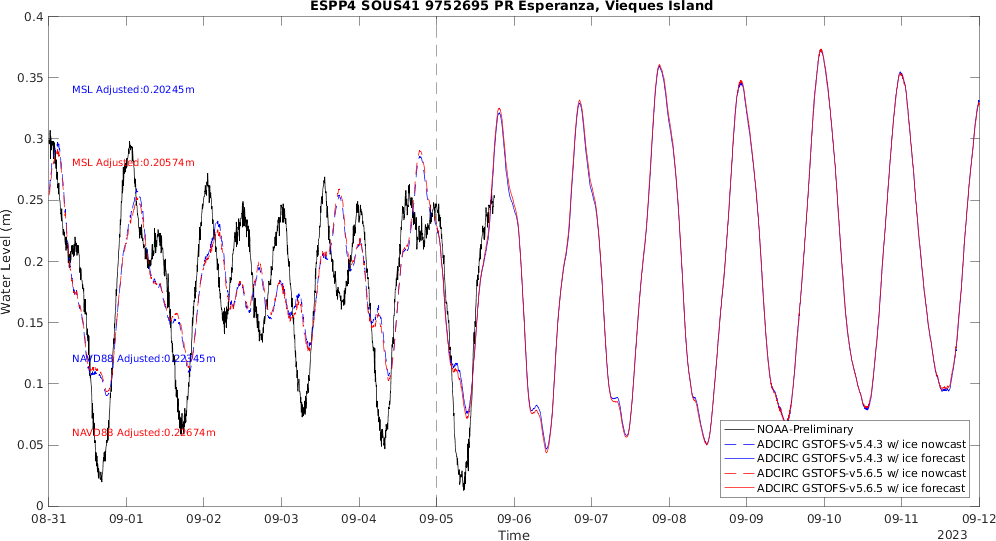 ESPP4 SOUS41 9752695 PR Esperanza, Vieques Island
0.4
0.35
0.3
0.25
0.2
0.15
0.1
0.05
0
Water Level (m)
MSL Adjusted:0.20245m
MSL Adjusted:0.20574m
NAVD88 Adjusted:0.22345m
NAVD88 Adjusted:0.22674m
NOAA-Preliminary
ADCIRC GSTOFS-v5.4.3 w/ ice nowcast
ADCIRC GSTOFS-v5.4.3 w/ ice forecast
ADCIRC GSTOFS-v5.6.5 w/ ice nowcast
ADCIRC GSTOFS-v5.6.5 w/ ice forecast
08-31 09-01 09-02 09-03 09-04 09-05 09-06 09-07 09-08 09-09 09-10 09-11 09-12
Time
2023